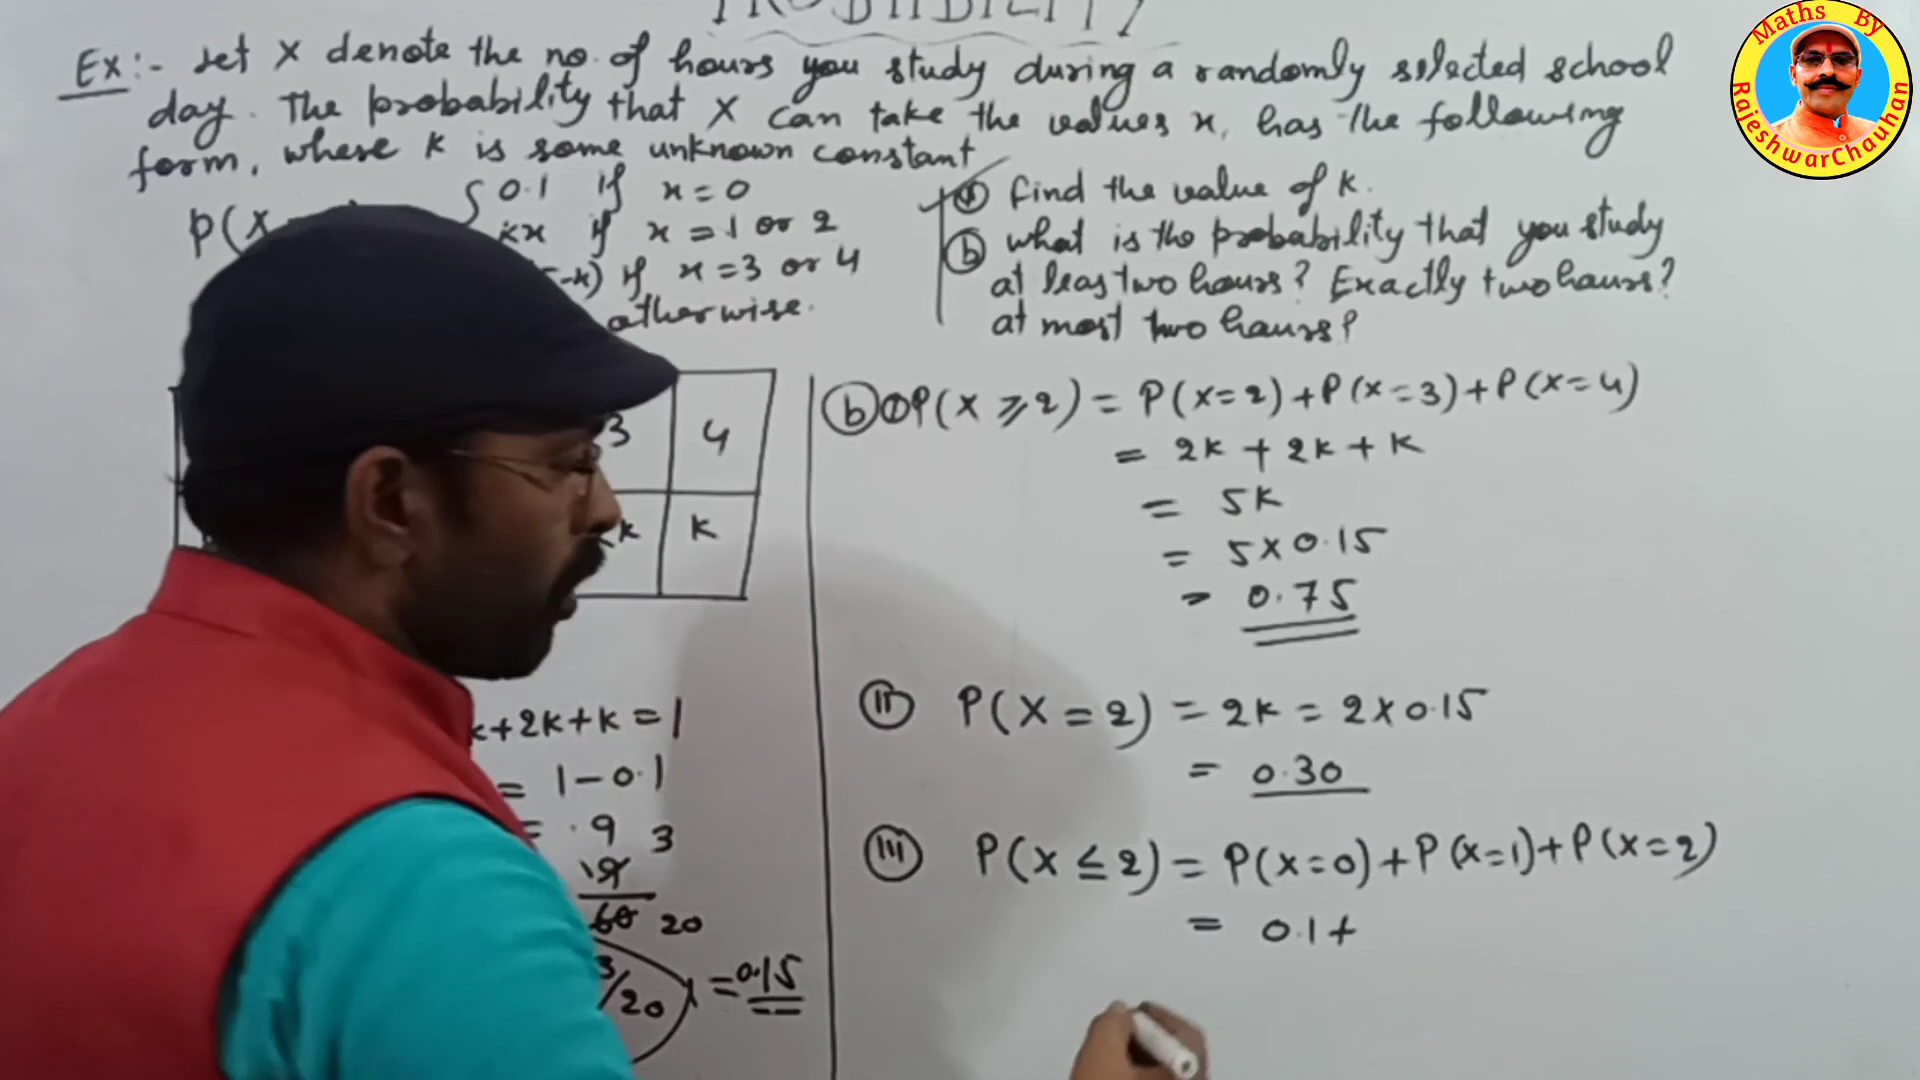 PROBABILITY
Ex:- Let X denote the no. of hours you study during a randomly selected school
day. The probability that X can take the values x, has the following
form, where k is some unknown constant
P(X
0.1 if x=0
kx if x=1 or 2
-x) if x=3 or 4
otherwise.
(a) find the value of k.
(b) what is the probability that you study
at least two hours? Exactly two hours?
at most two hours?
3 4
k k
k+2k+k=1
= 1-0.1
= .9 3
60 20
3/20 = 0.15
(b) (I) P(X ≥ 2) = P(X=2)+P(X=3)+P(X=4)
= 2k + 2k + k
= 5k
= 5×0.15
= 0.75
(II) P(X=2) = 2k = 2×0.15
= 0.30
(III) P(X ≤ 2) = P(X=0)+P(X=1)+P(X=2)
= 0.1+
Maths By
RajeshwarChauhan